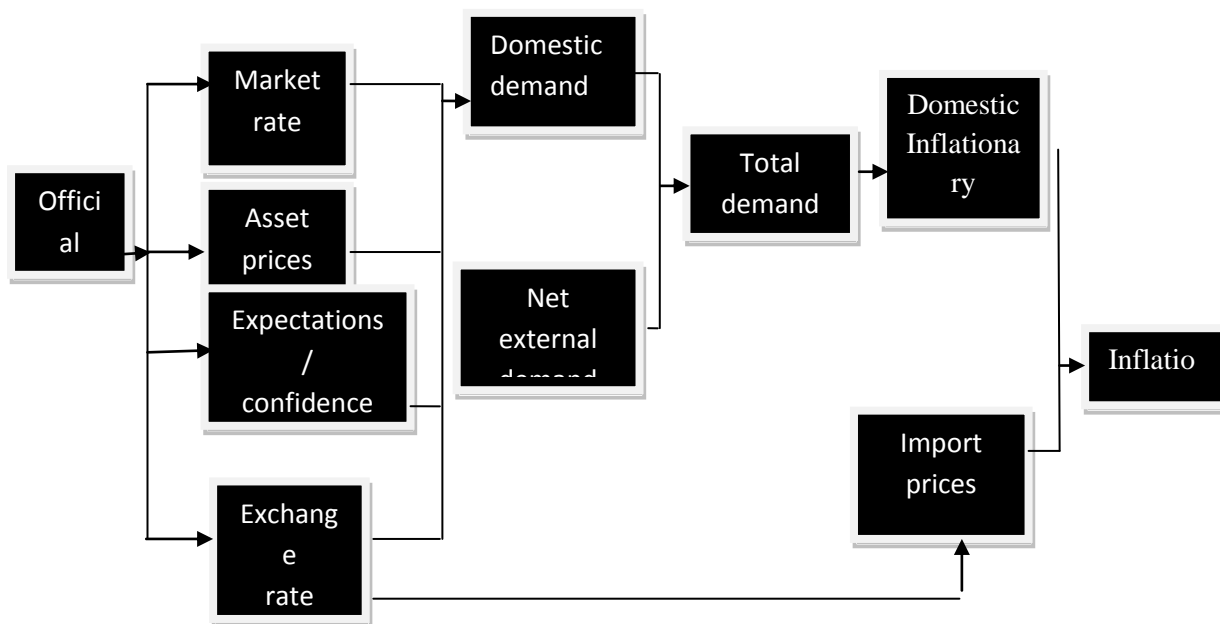 Offici
al
Market
rate
Asset
prices
Expectations
/
confidence
Exchang
e
rate
Domestic
demand
Net
external
demand
Total
demand
Domestic
Inflationa
ry
Import
prices
Inflatio